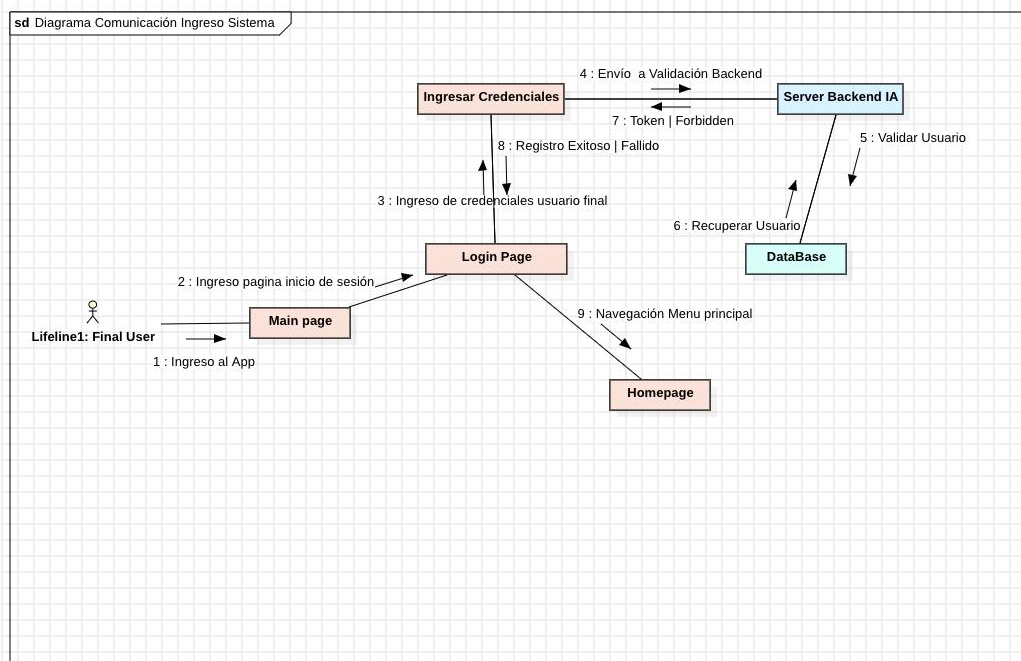 sd Diagrama Comunicación Ingreso Sistema
4 : Envío  a Validación Backend
Ingresar Credenciales
Server Backend IA
7 : Token | Forbidden
5 : Validar Usuario
8 : Registro Exitoso | Fallido
3 : Ingreso de credenciales usuario final
6 : Recuperar Usuario
Login Page
DataBase
2 : Ingreso pagina inicio de sesión
Main page
9 : Navegación Menu principal
Lifeline1: Final User
1 : Ingreso al App
Homepage